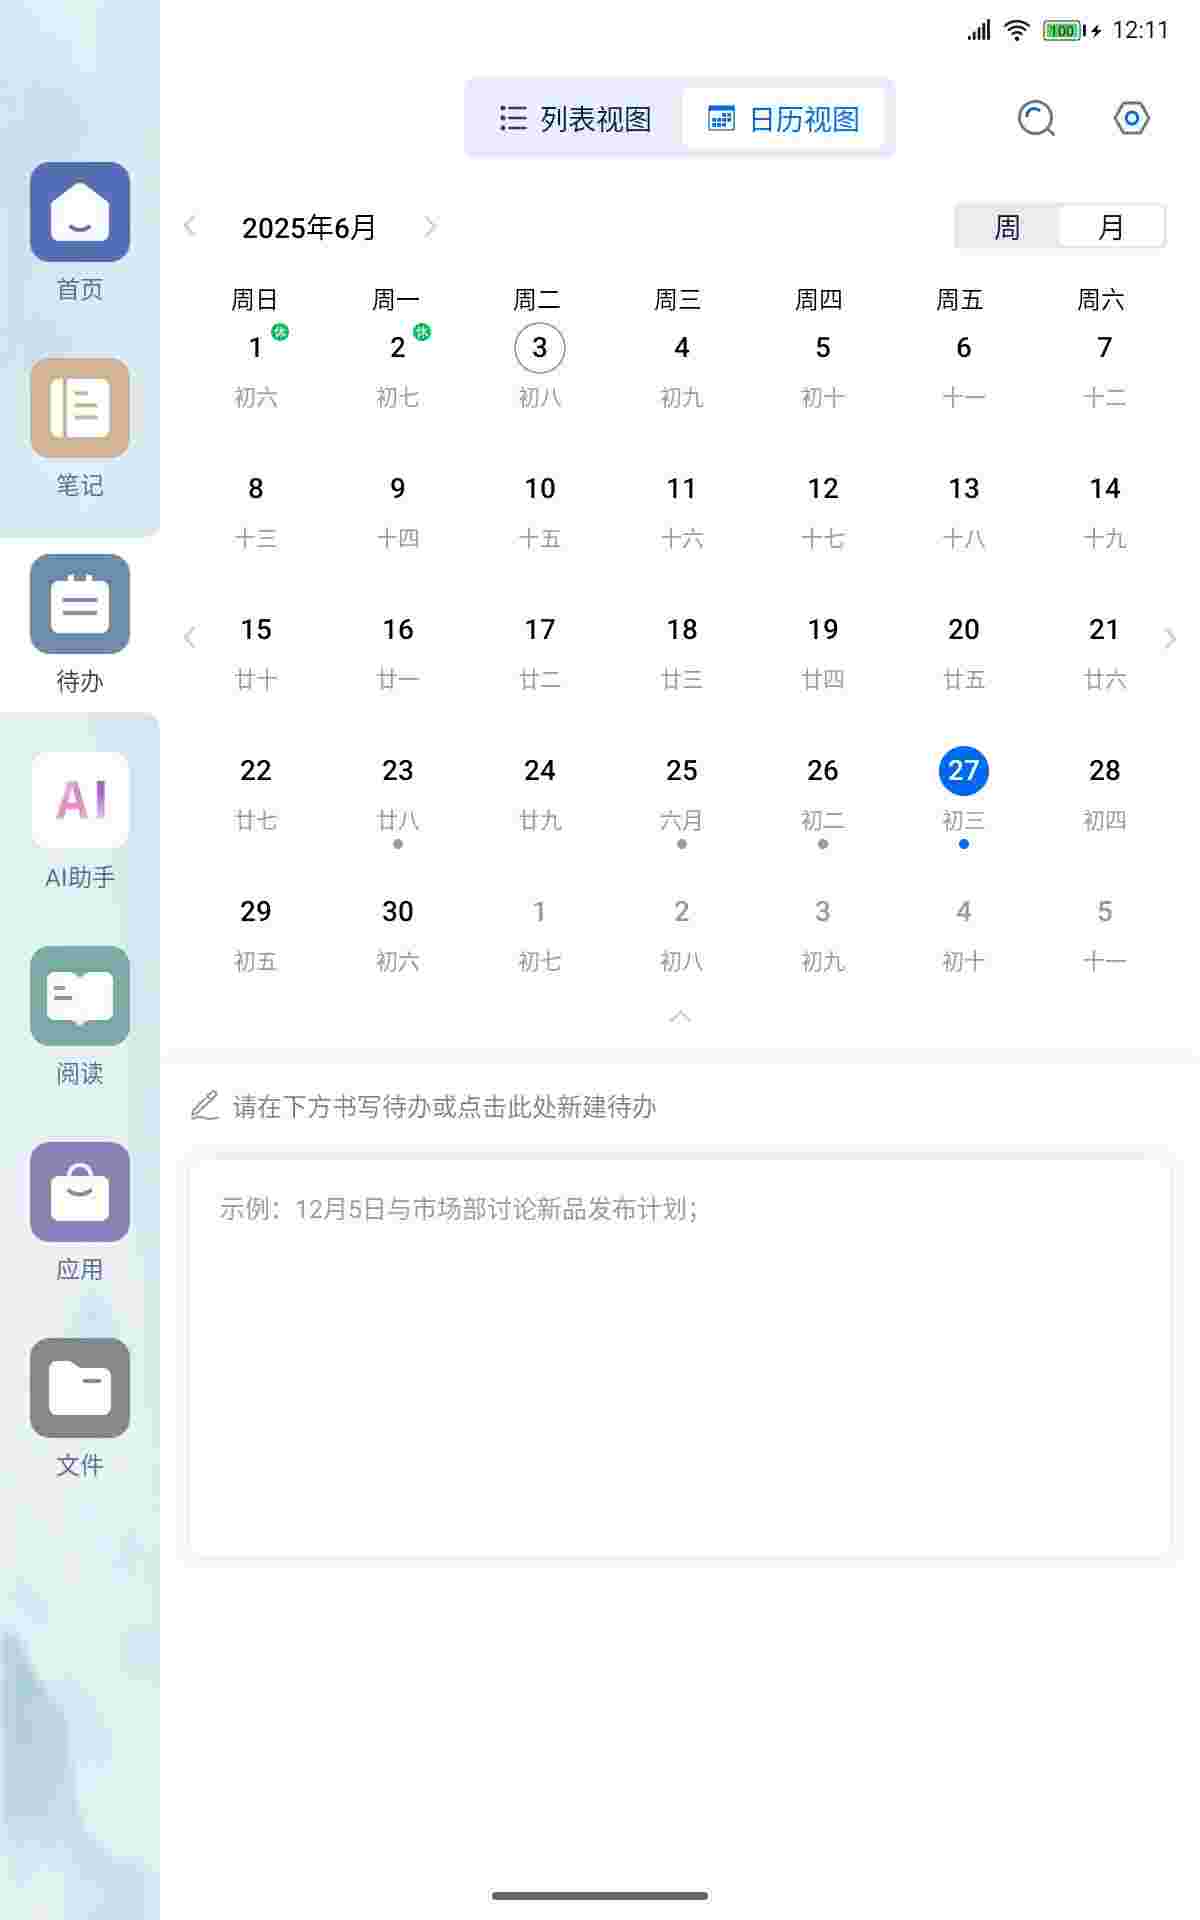 100 12:11
列表视图 日历视图
2025年6月 周 月
周日 周一 周二 周三 周四 周五 周六
1 休 2 休 3 4 5 6 7
初六 初七 初八 初九 初十 十一 十二
8 9 10 11 12 13 14
十三 十四 十五 十六 十七 十八 十九
15 16 17 18 19 20 21
廿十 廿一 廿二 廿三 廿四 廿五 廿六
22 23 24 25 26 27 28
廿七 廿八 廿九 六月 初二 初三 初四
29 30 1 2 3 4 5
初五 初六 初七 初八 初九 初十 十一
请在下方书写待办或点击此处新建待办
示例：12月5日与市场部讨论新品发布计划；
首页
笔记
待办
AI
AI助手
阅读
应用
文件